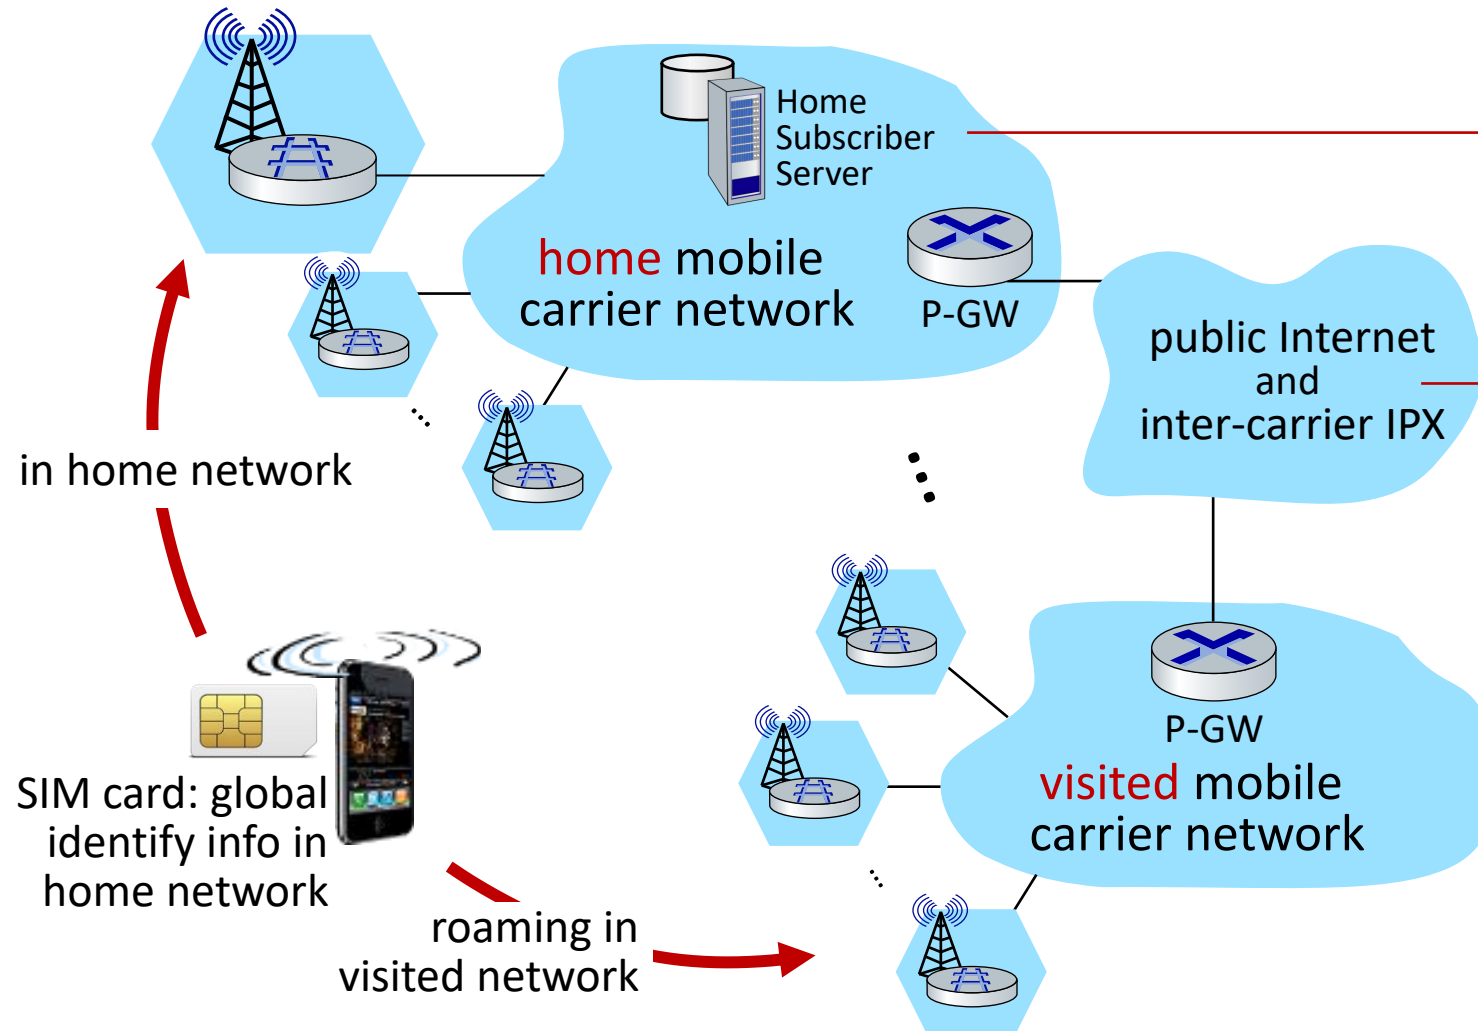 Home
Subscriber
Server
home mobile
carrier network
P-GW
public Internet
and
inter-carrier IPX
in home network
SIM card: global
identify info in
home network
P-GW
visited mobile
carrier network
roaming in
visited network